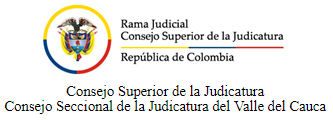 Rama Judicial
Consejo Superior de la Judicatura
República de Colombia
Consejo Superior de la Judicatura
Consejo Seccional de la Judicatura del Valle del Cauca